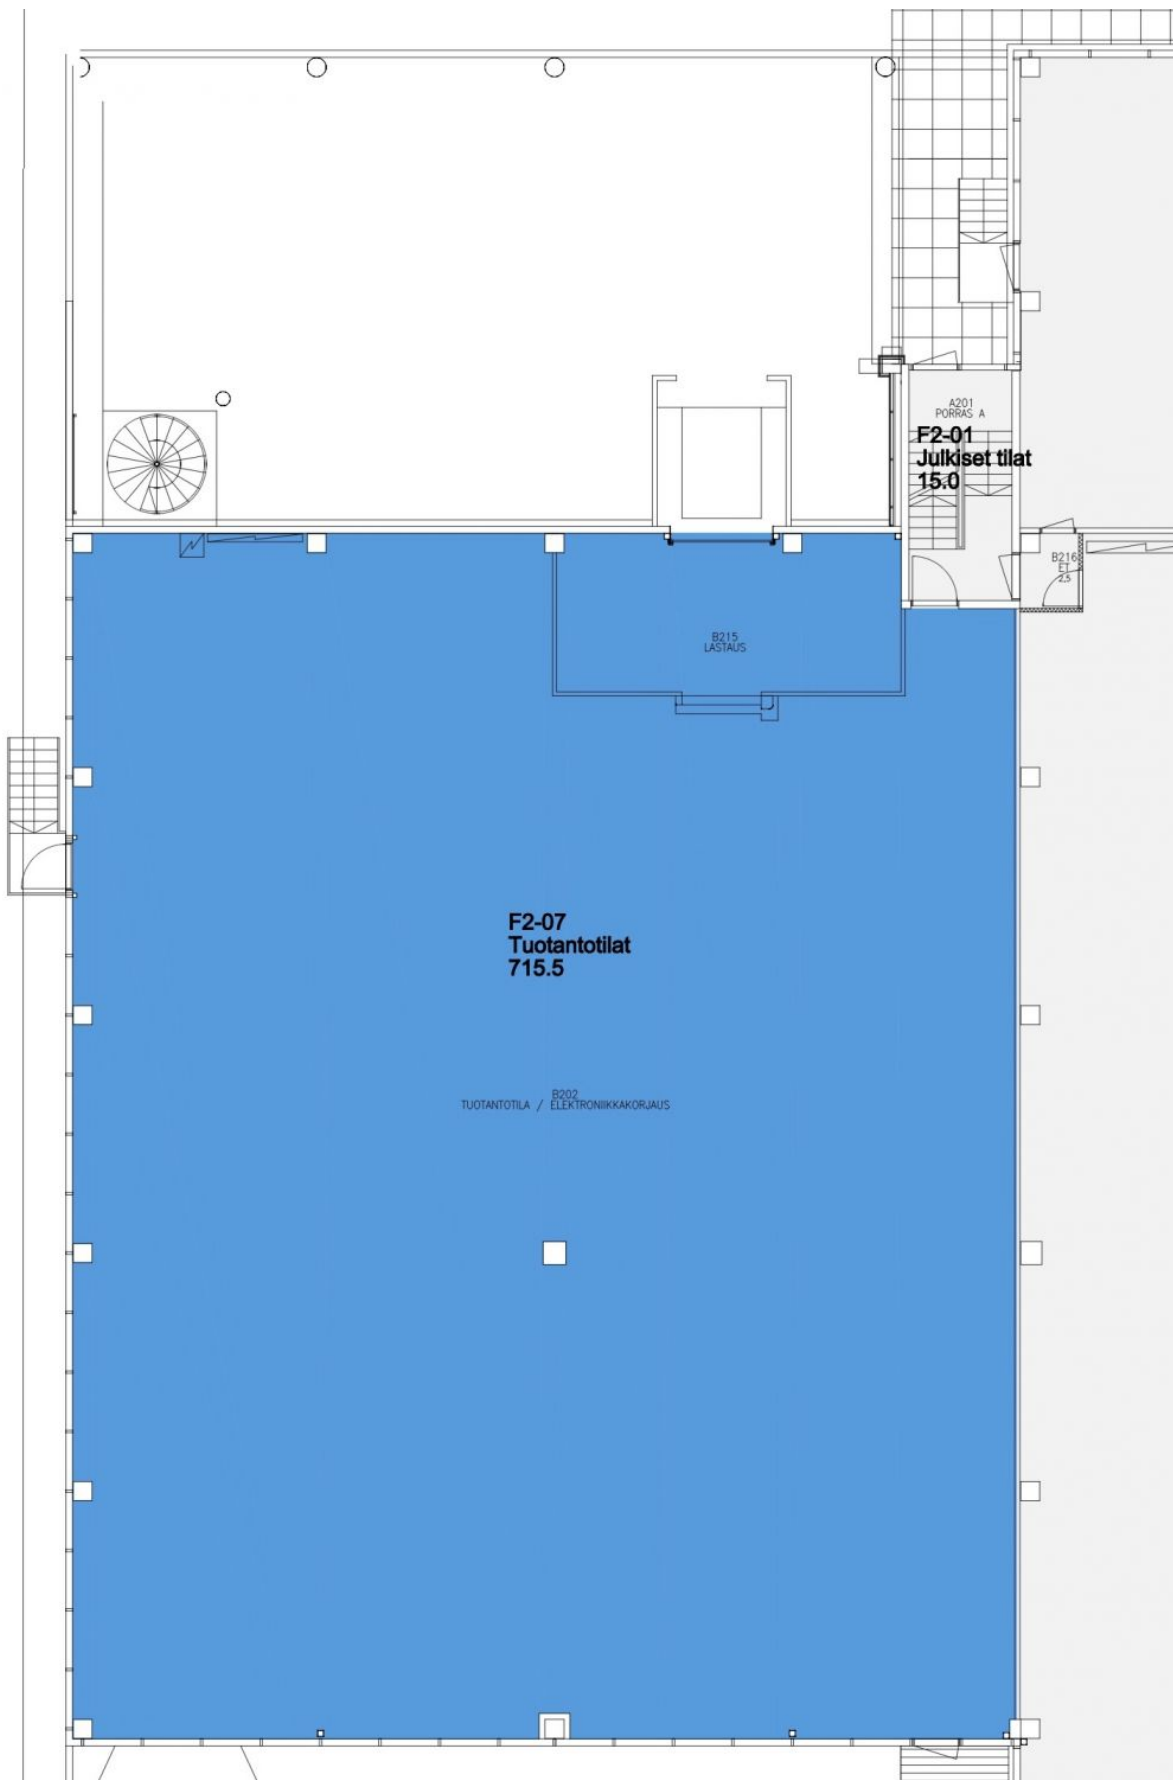 A201
PORRAS A
F2-01
Julkiset tilat
15.0
B216
ET
2,5
B215
LASTAUS
F2-07
Tuotantotilat
715.5
B202
TUOTANTOTILA / ELEKTRONIIKKAKORJAUS